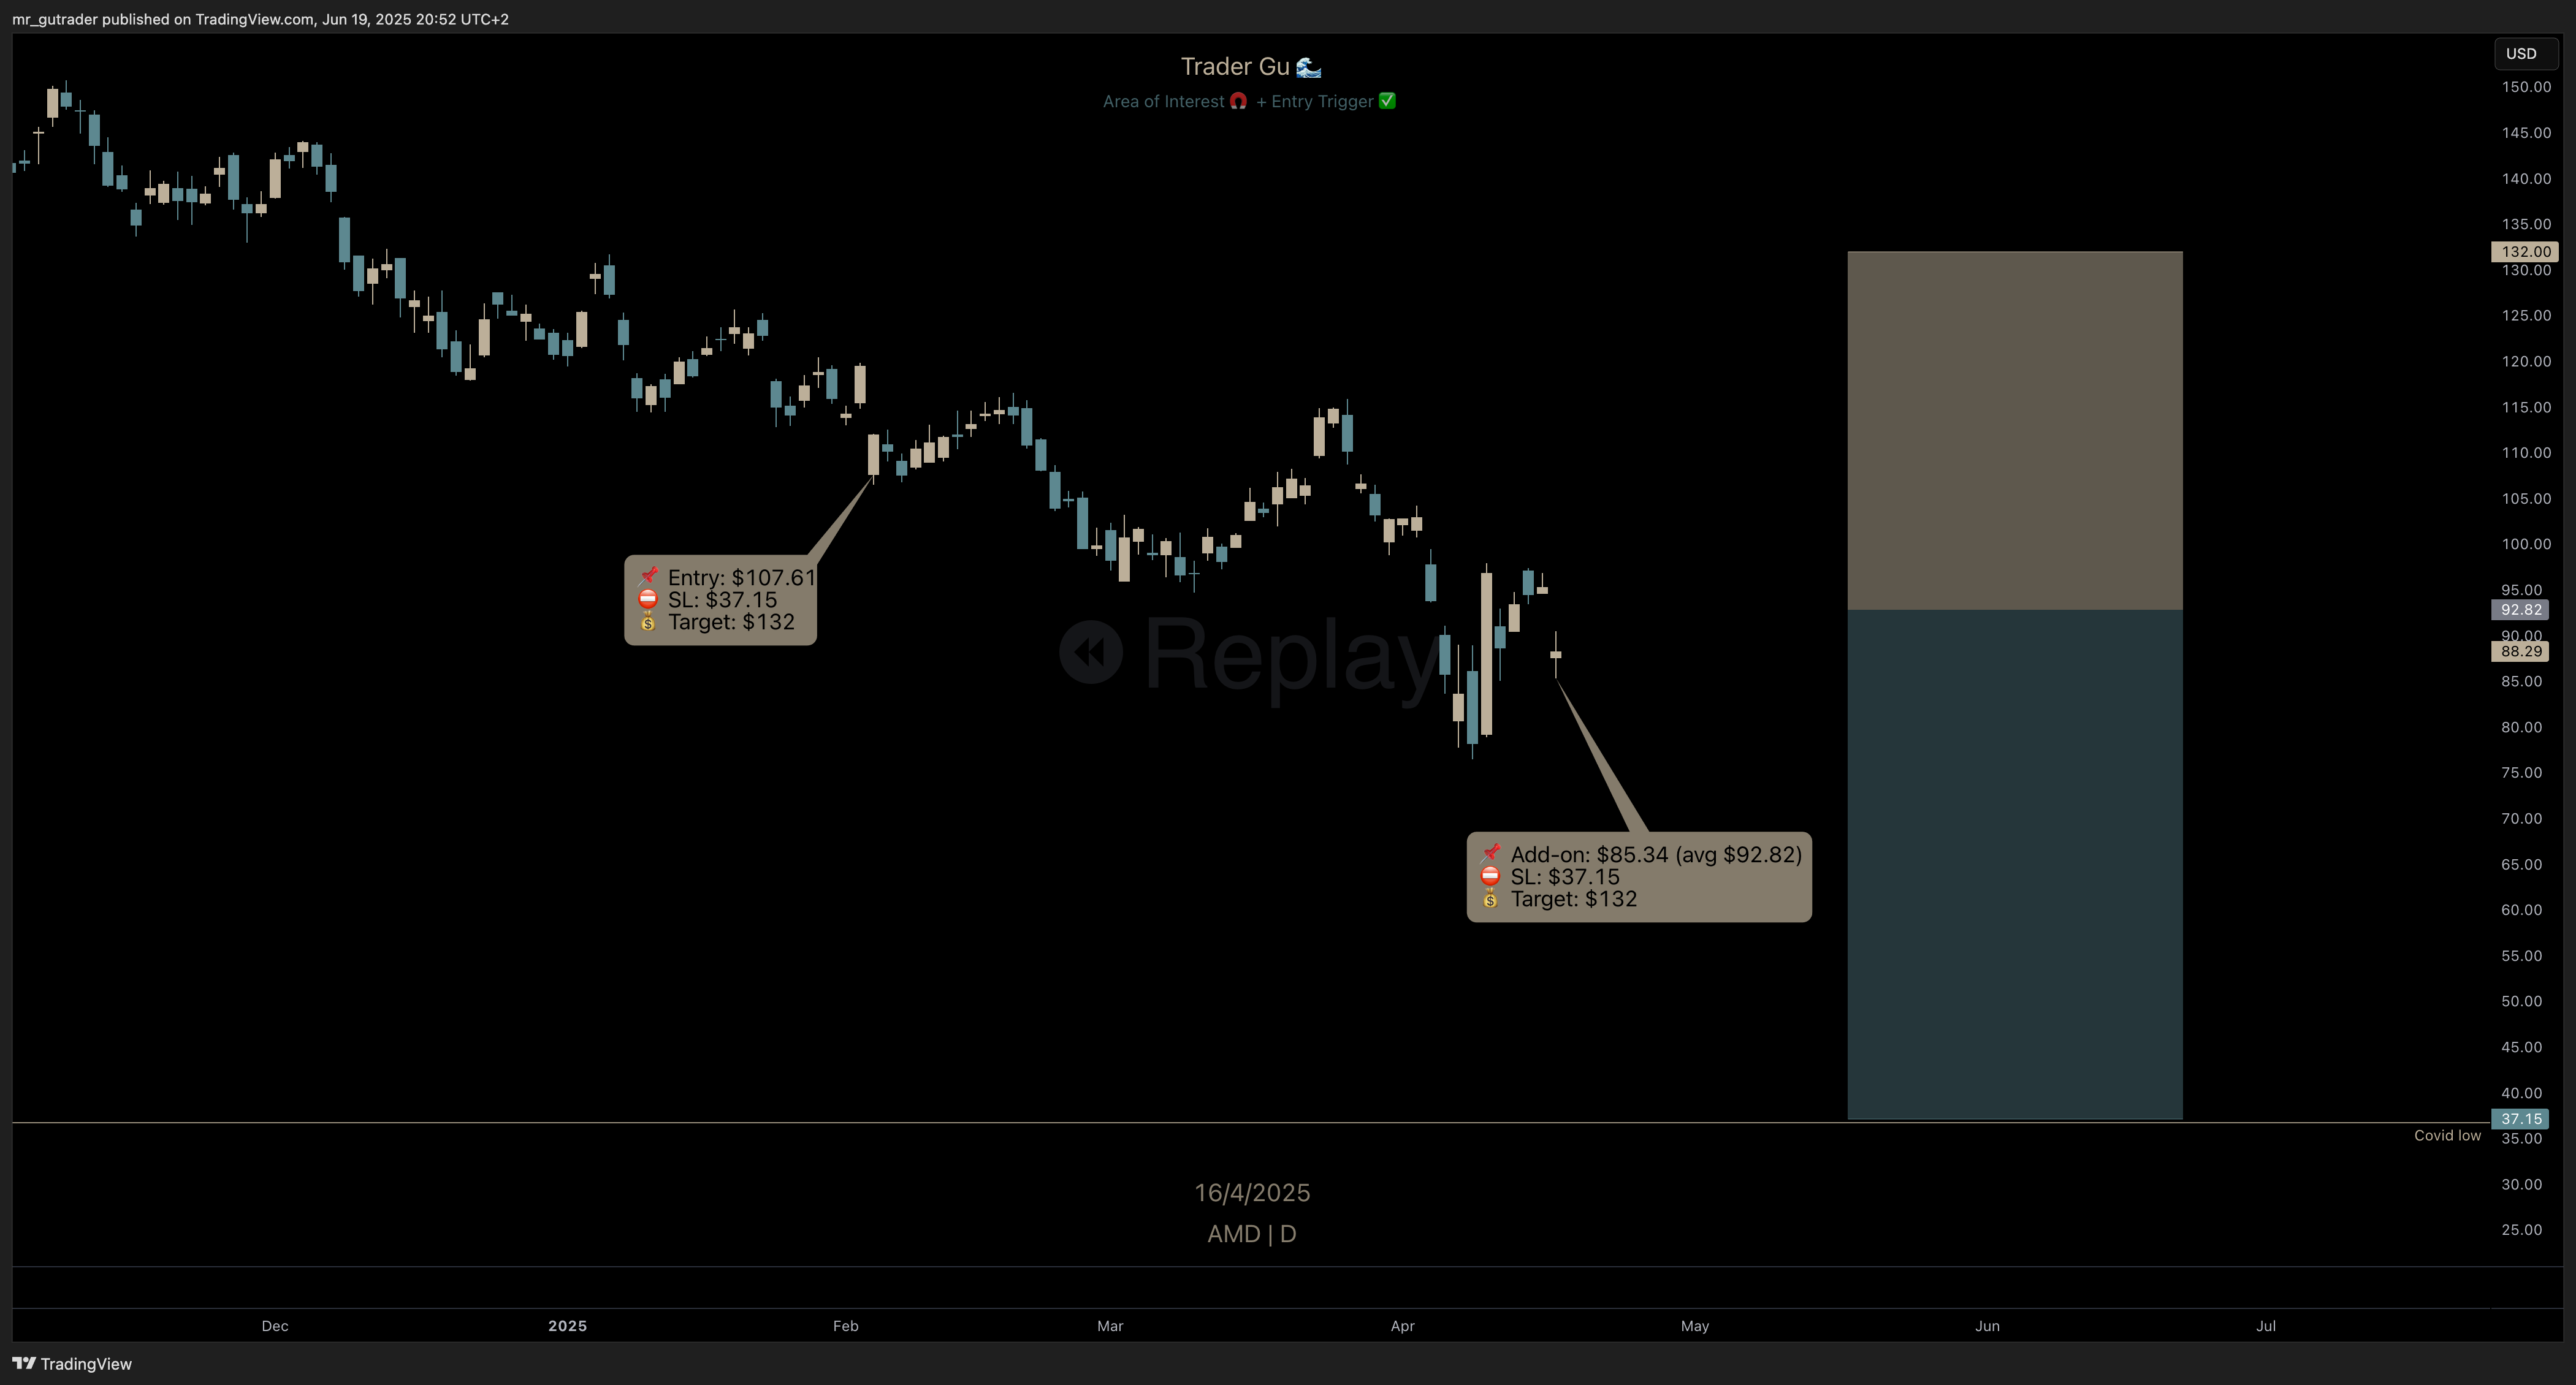 mr_gutrader published on TradingView.com, Jun 19, 2025 20:52 UTC+2
Trader Gu 🌊
Area of Interest 🧲 + Entry Trigger ✅
USD
150.00
145.00
140.00
135.00
132.00
130.00
125.00
120.00
115.00
110.00
105.00
100.00
95.00
92.82
90.00
88.29
85.00
80.00
75.00
70.00
65.00
60.00
55.00
50.00
45.00
40.00
37.15
35.00
30.00
25.00
📌 Entry: $107.61
⛔ SL: $37.15
💰 Target: $132
Replay
📌 Add-on: $85.34 (avg $92.82)
⛔ SL: $37.15
💰 Target: $132
Covid low
16/4/2025
AMD | D
Dec 2025 Feb Mar Apr May Jun Jul
TradingView